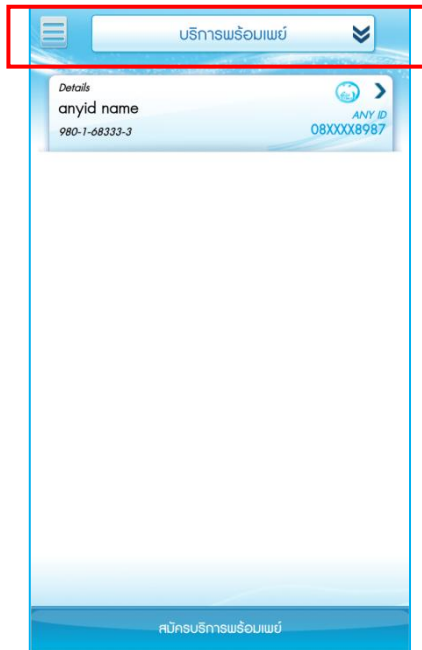 บริการพร้อมเพย์
Details
anyid name
980-1-68333-3
ANY ID
08XXXX8987
สมัครบริการพร้อมเพย์